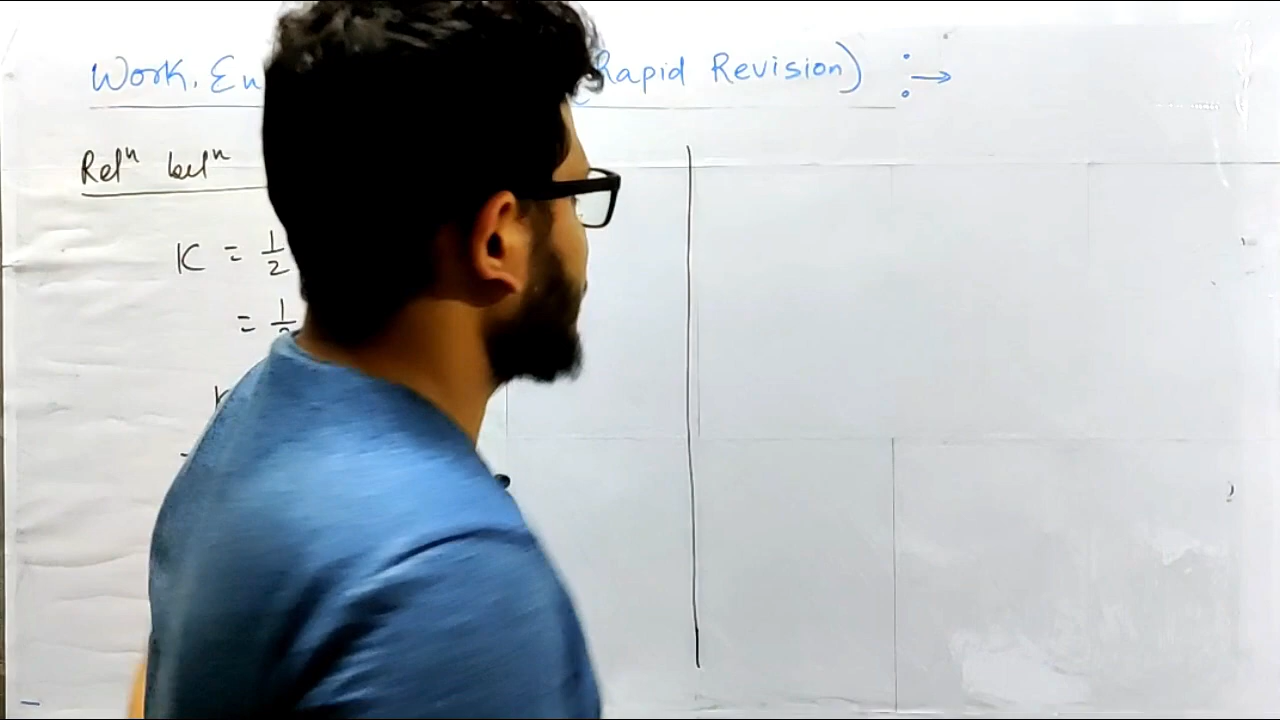 Work, En Rapid Revision) :→
Relⁿ betⁿ
K = 1/2
= 1/2